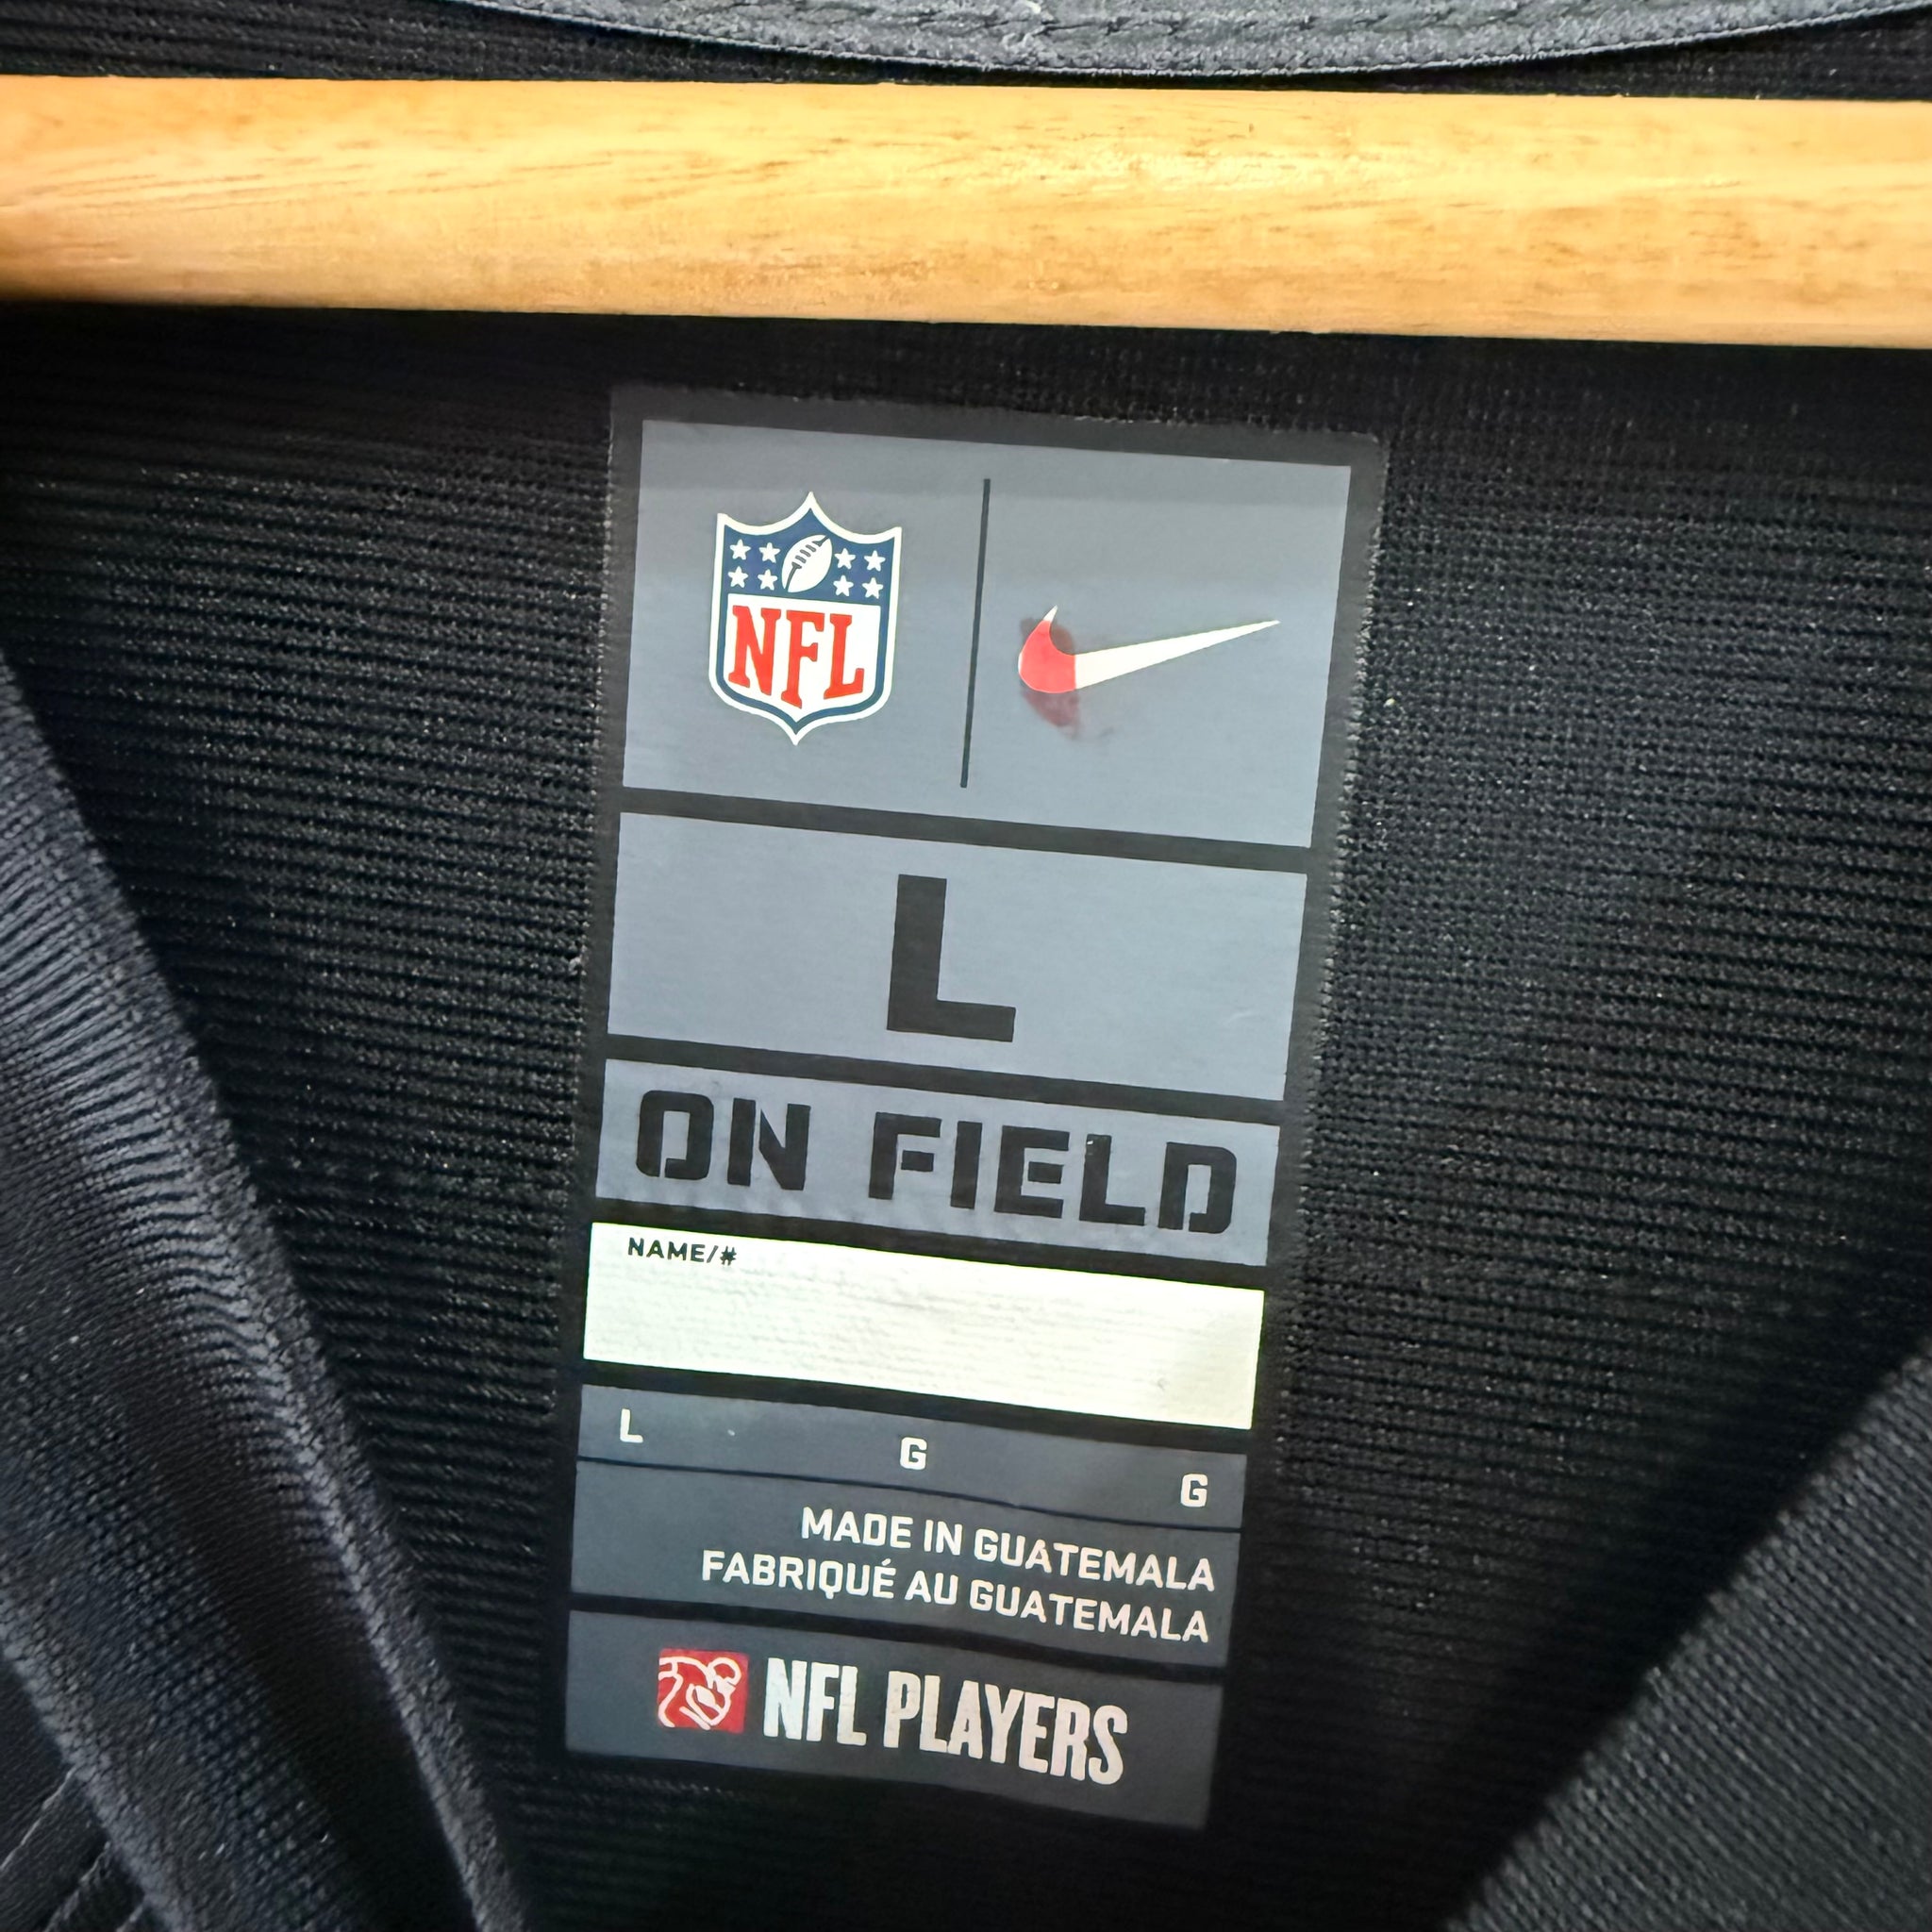 NFL
L
ON FIELD
NAME/#
L G G
MADE IN GUATEMALA
FABRIQUÉ AU GUATEMALA
NFL PLAYERS